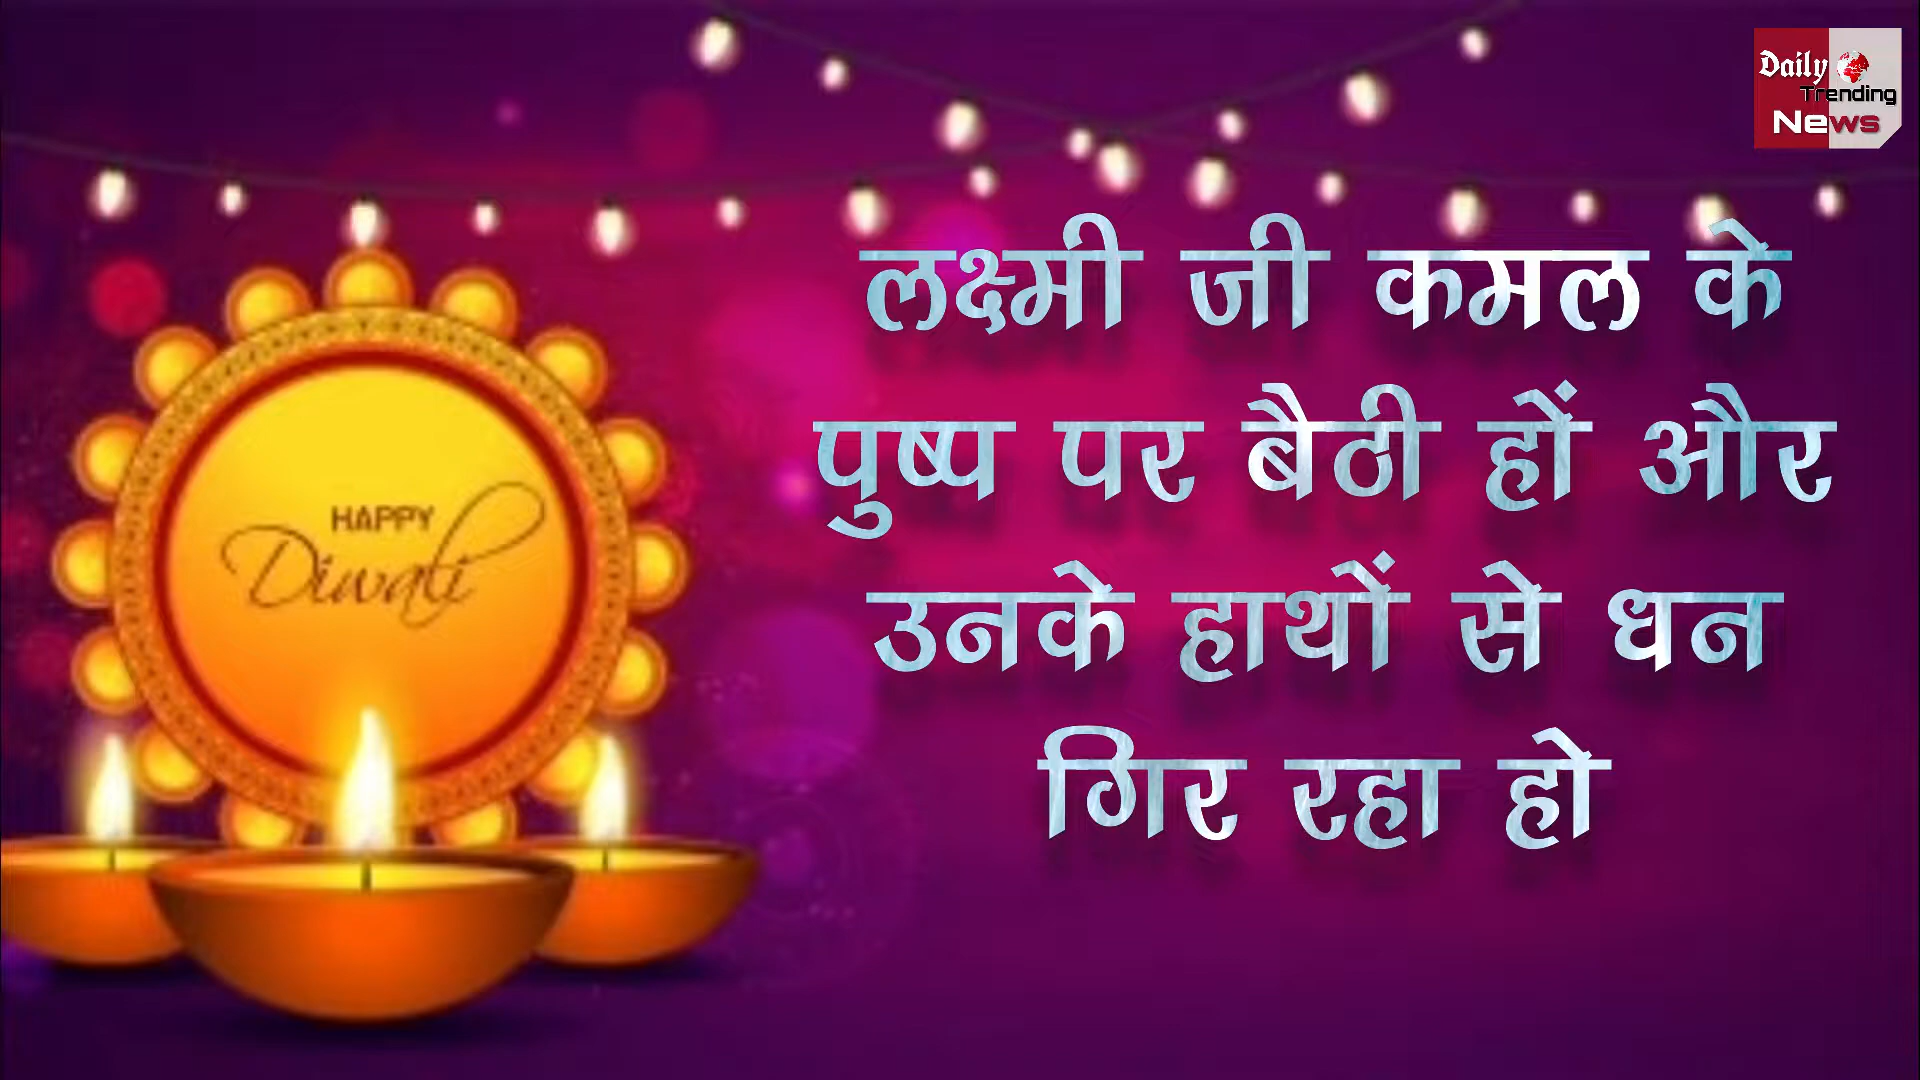 Daily
Trending
News
लक्ष्मी जी कमल के
पुष्प पर बैठी हों और
उनके हाथों से धन
गिर रहा हो
HAPPY
Diwali